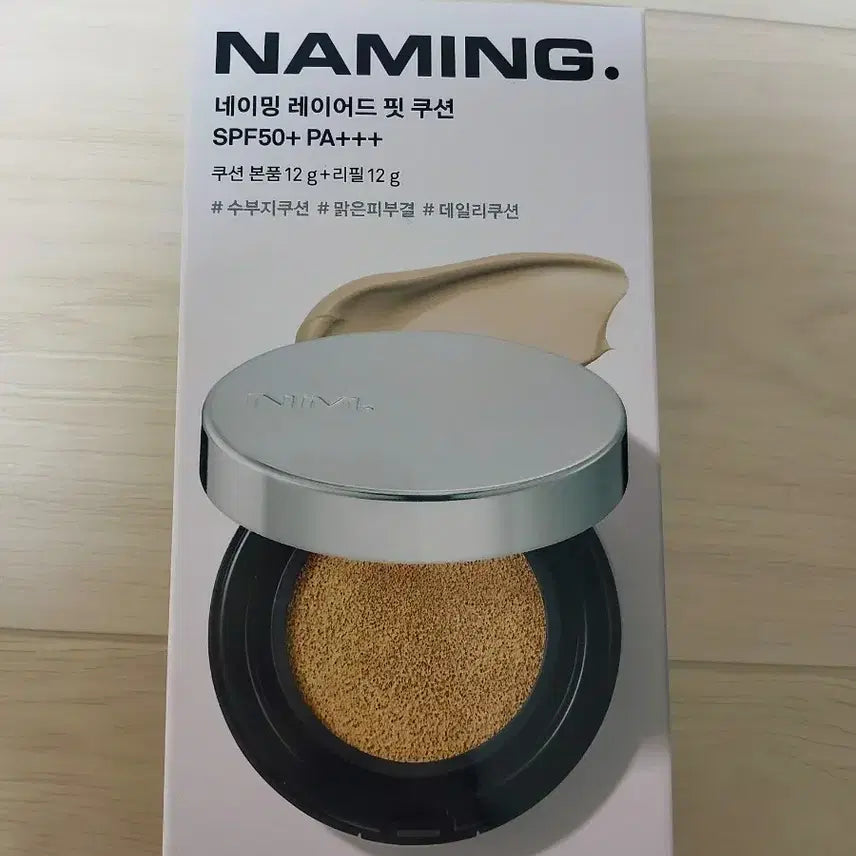 NAMING.
네이밍 레이어드 핏 쿠션
SPF50+ PA+++
쿠션 본품 12 g + 리필 12 g
# 수부지쿠션 # 맑은피부결 # 데일리쿠션
NM.